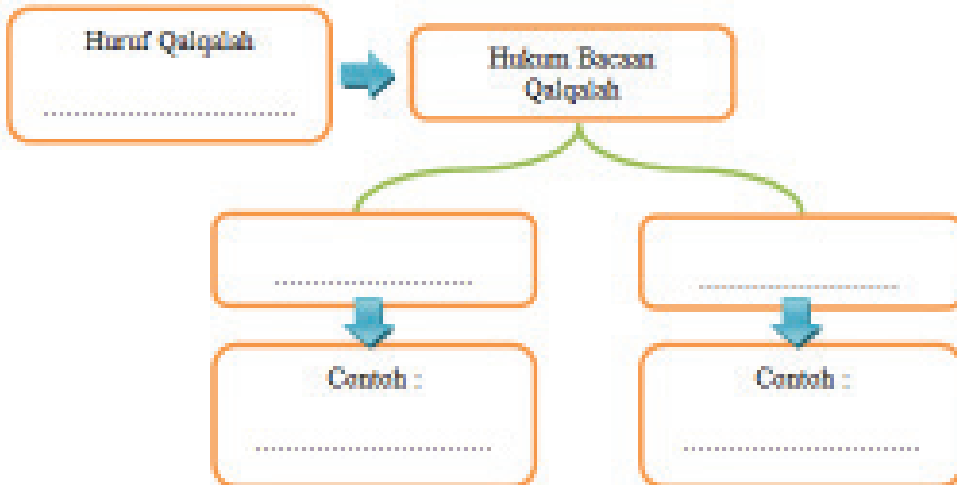 Huruf Qalqalah
........................................
Hukum Bacaan
Qalqalah
................................
................................
Contoh :
......................................
Contoh :
......................................